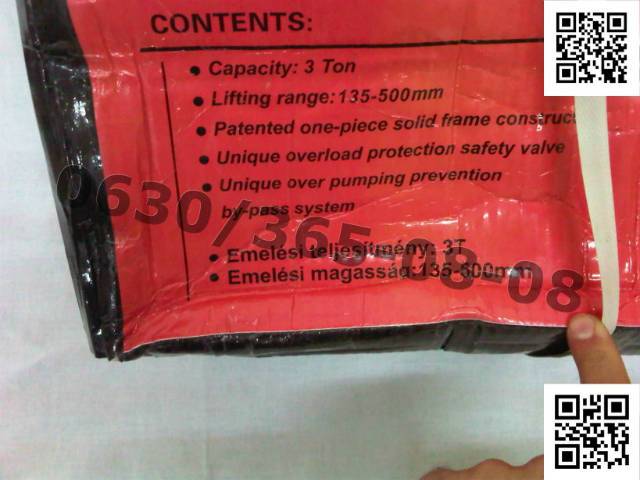 CONTENTS:
• Capacity: 3 Ton
• Lifting range: 135-500mm
• Patented one-piece solid frame construc
• Unique overload protection safety valve
• Unique over pumping prevention
by-pass system
• Emelési teljesítmény: 3T
• Emelési magasság:135-500mm
0630/365-08-08